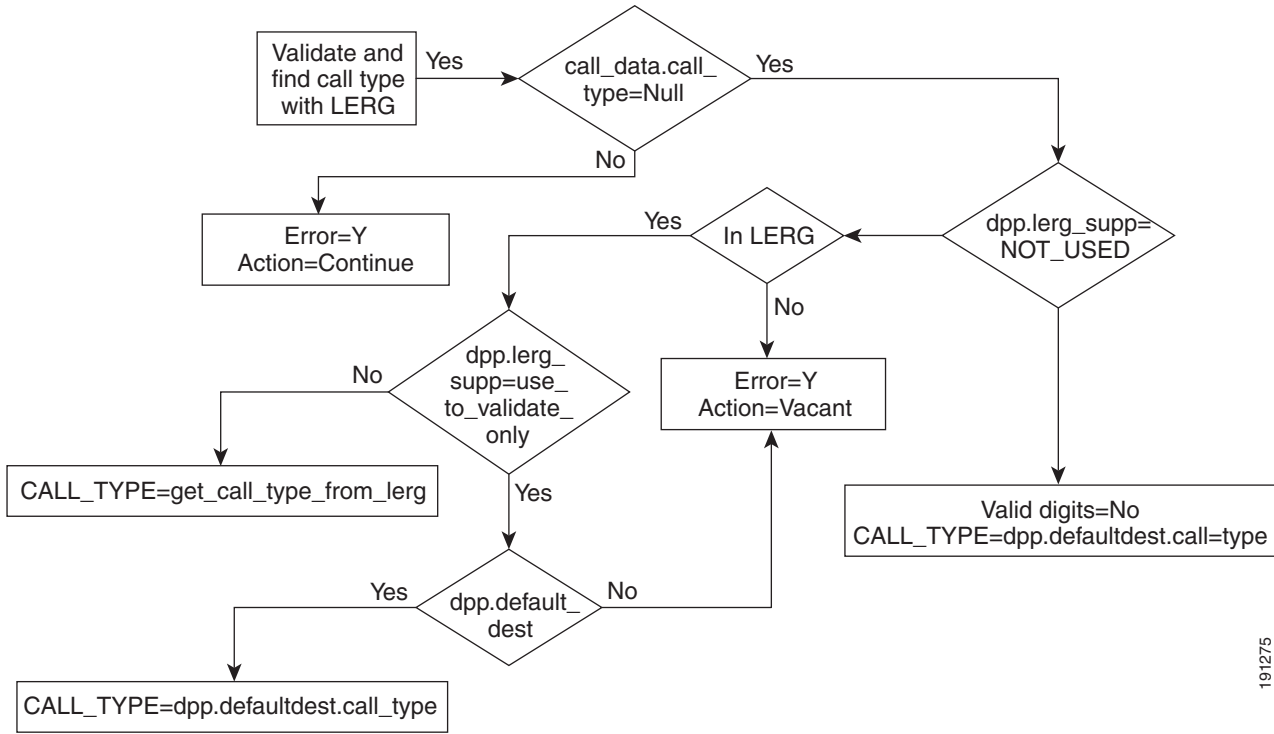 Validate and
find call type
with LERG
Yes
call_data.call_
type=Null
Yes
No
Error=Y
Action=Continue
dpp.lerg_supp=
NOT_USED
In LERG
Yes
No
dpp.lerg_
supp=use_
to_validate_
only
No
Error=Y
Action=Vacant
CALL_TYPE=get_call_type_from_lerg
Yes
Valid digits=No
CALL_TYPE=dpp.defaultdest.call=type
dpp.default_
dest
Yes
No
CALL_TYPE=dpp.defaultdest.call_type
191275